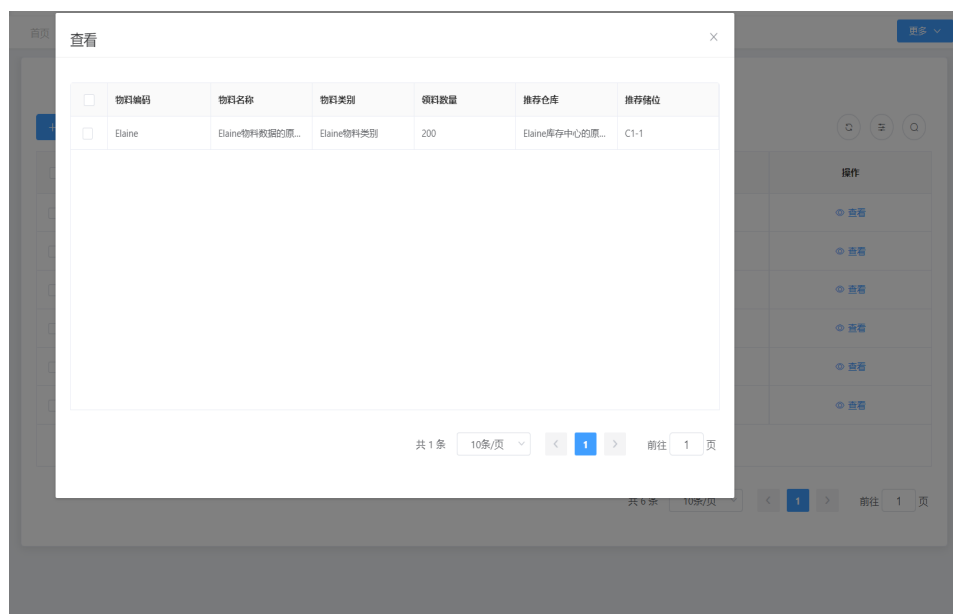 首页
更多
查看
物料编码 物料名称 物料类别 领料数量 推荐仓库 推荐储位
Elaine Elaine物料数据的原... Elaine物料类别 200 Elaine库存中心的原... C1-1
操作
查看
查看
查看
查看
查看
查看
共 1 条 10条/页 1 前往 1 页
共 6 条 10条/页 1 前往 1 页